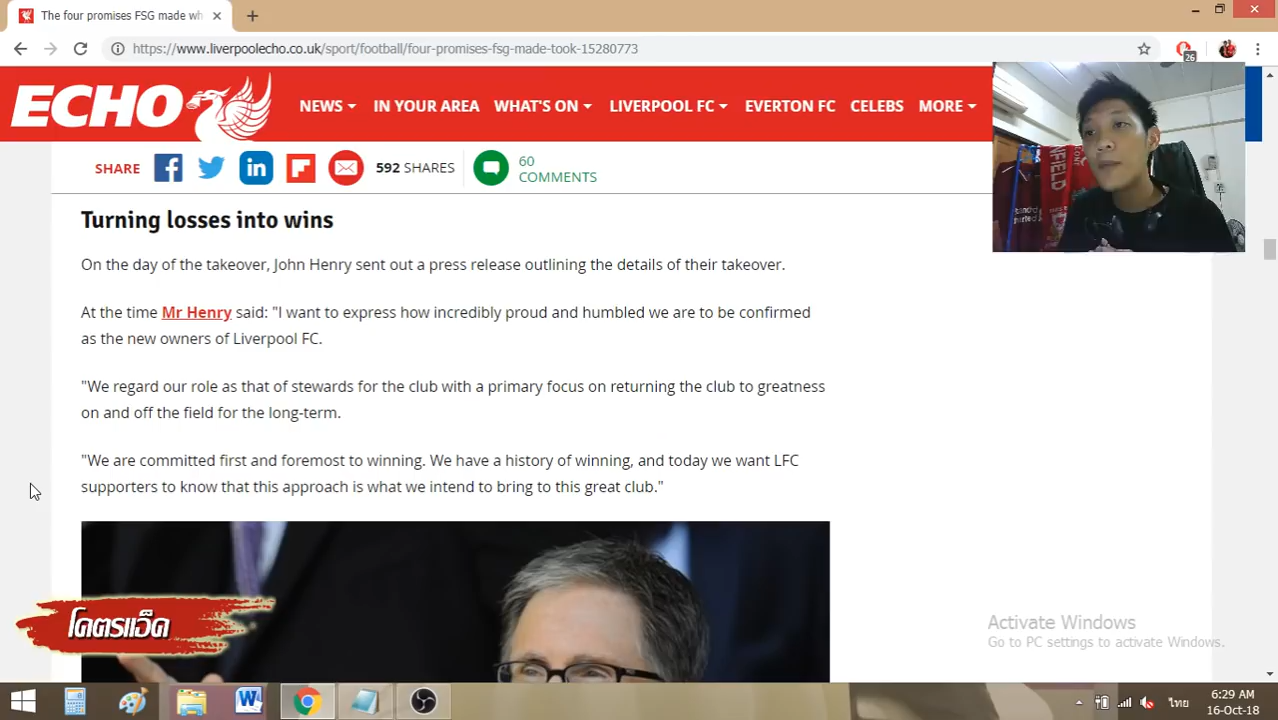 The four promises FSG made wh
https://www.liverpoolecho.co.uk/sport/football/four-promises-fsg-made-took-15280773
26
ECHO
NEWS
IN YOUR AREA
WHAT'S ON
LIVERPOOL FC
EVERTON FC
CELEBS
MORE
SHARE
592 SHARES
60
COMMENTS
Turning losses into wins
On the day of the takeover, John Henry sent out a press release outlining the details of their takeover.
At the time Mr Henry said: "I want to express how incredibly proud and humbled we are to be confirmed
as the new owners of Liverpool FC.
"We regard our role as that of stewards for the club with a primary focus on returning the club to greatness
on and off the field for the long-term.
"We are committed first and foremost to winning. We have a history of winning, and today we want LFC
supporters to know that this approach is what we intend to bring to this great club."
โคตรแอ็ด
Activate Windows
Go to PC settings to activate Windows.
ไทย
6:29 AM
16-Oct-18